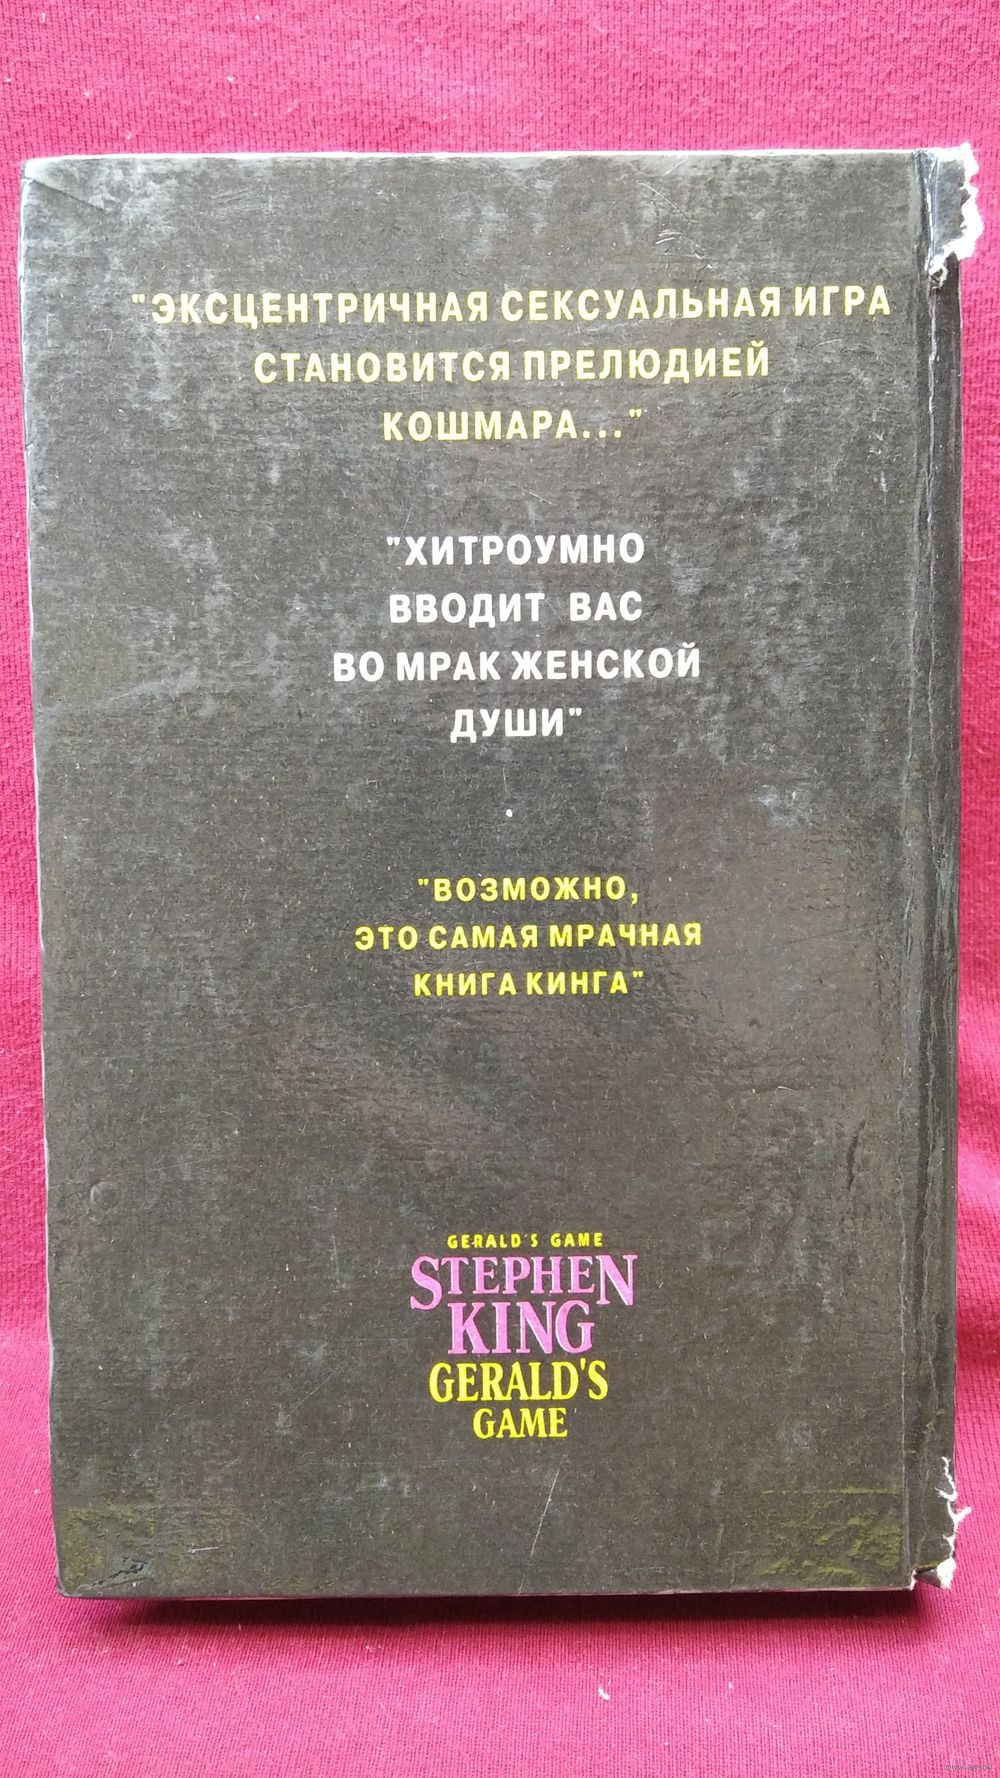 "ЭКСЦЕНТРИЧНАЯ СЕКСУАЛЬНАЯ ИГРА
СТАНОВИТСЯ ПРЕЛЮДИЕЙ
КОШМАРА..."
"ХИТРОУМНО
ВВОДИТ ВАС
ВО МРАК ЖЕНСКОЙ
ДУШИ"
"ВОЗМОЖНО,
ЭТО САМАЯ МРАЧНАЯ
КНИГА КИНГА"
GERALD'S GAME
STEPHEN
KING
GERALD'S
GAME